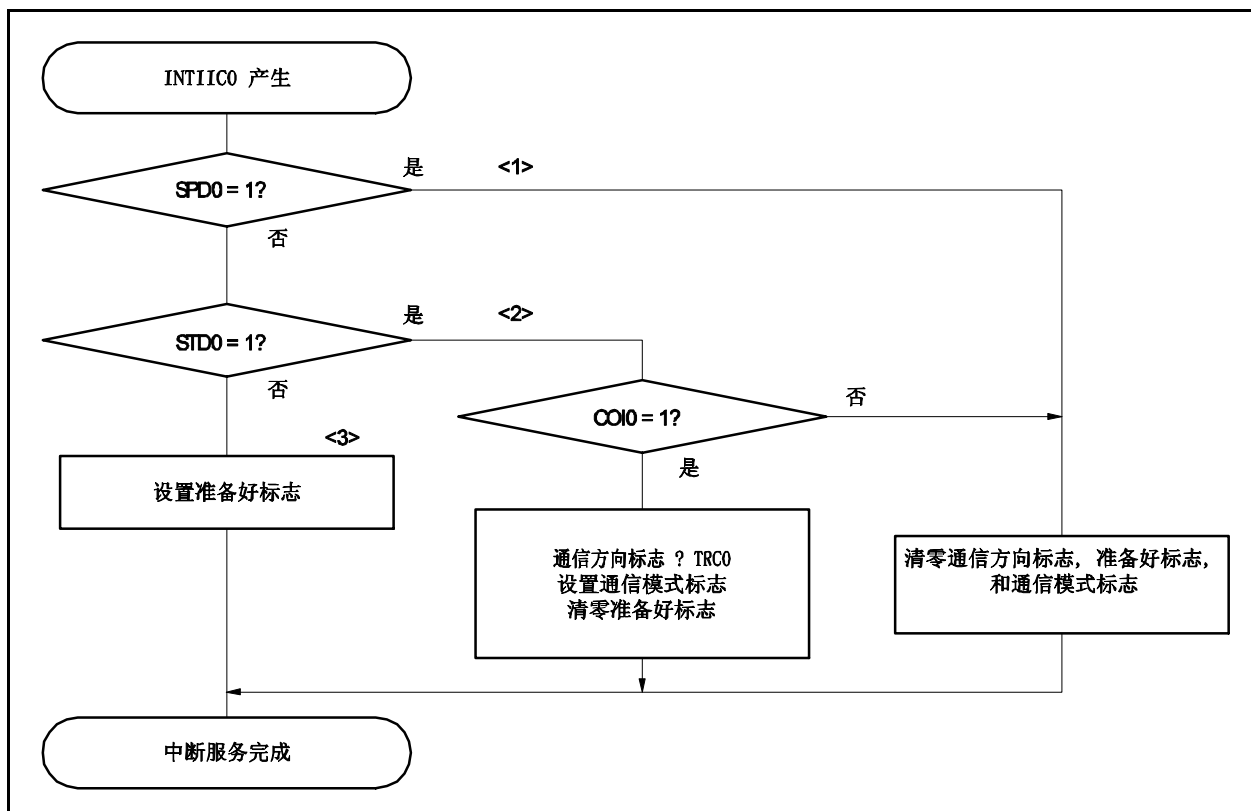 INTIIC0 产生
SPD0 = 1?
是
<1>
否
STD0 = 1?
是
<2>
否
COI0 = 1?
否
是
<3>
设置准备好标志
通信方向标志 ? TRC0
设置通信模式标志
清零准备好标志
清零通信方向标志, 准备好标志,
和通信模式标志
中断服务完成